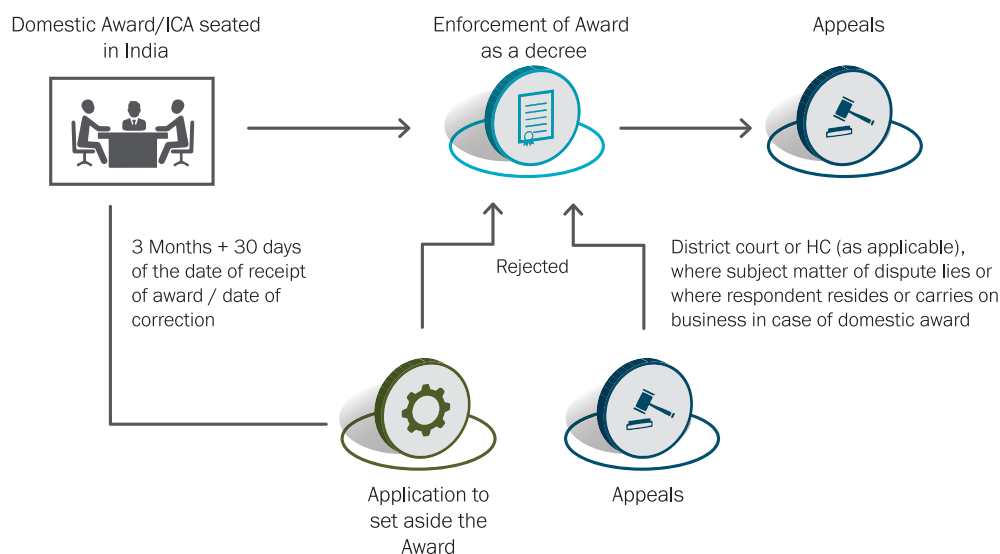 Domestic Award/ICA seated
in India
Enforcement of Award
as a decree
Appeals
3 Months + 30 days
of the date of receipt
of award / date of
correction
Rejected
District court or HC (as applicable),
where subject matter of dispute lies or
where respondent resides or carries on
business in case of domestic award
Application to
set aside the
Award
Appeals